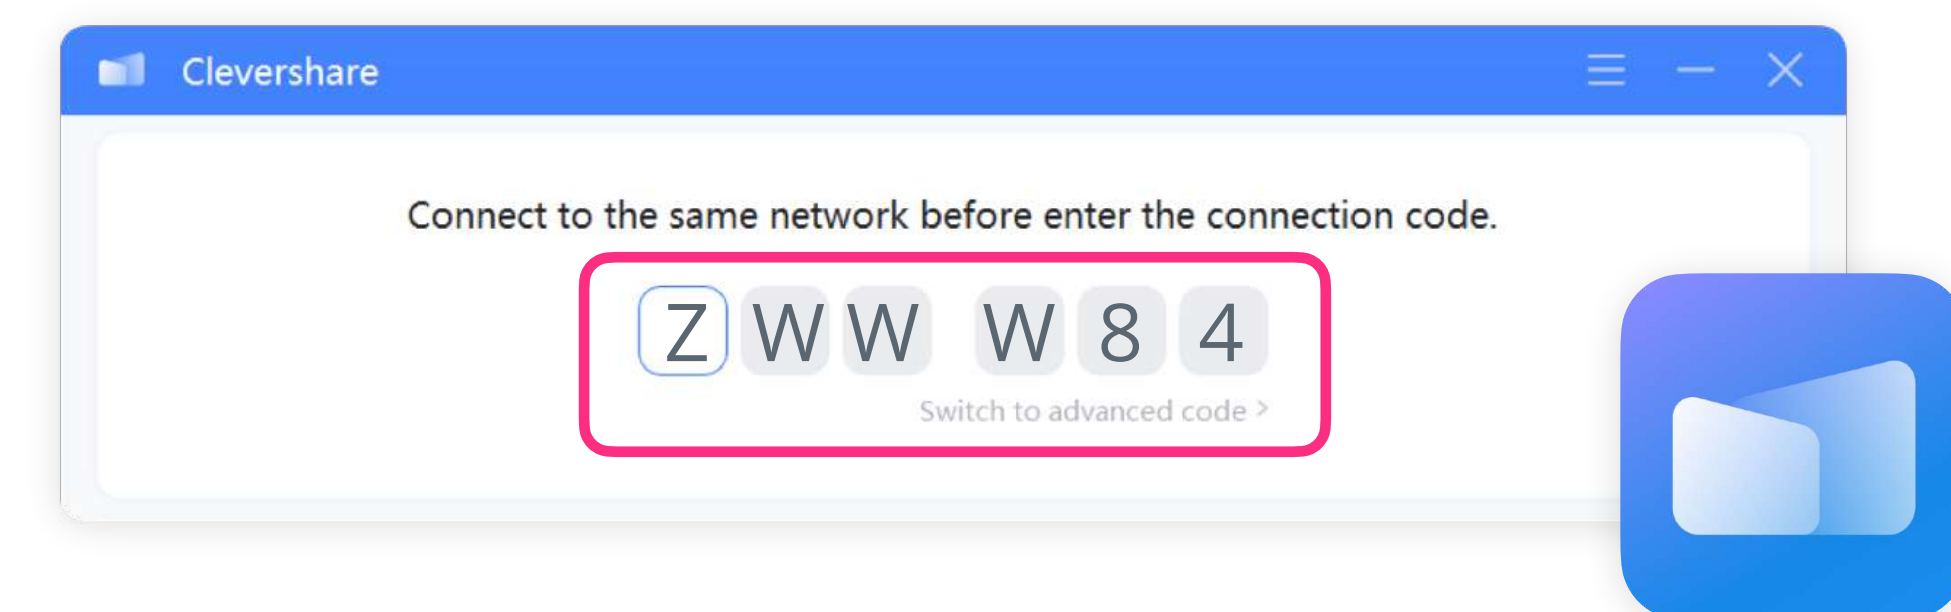 Clevershare
Connect to the same network before enter the connection code.
Z W W W 8 4
Switch to advanced code >